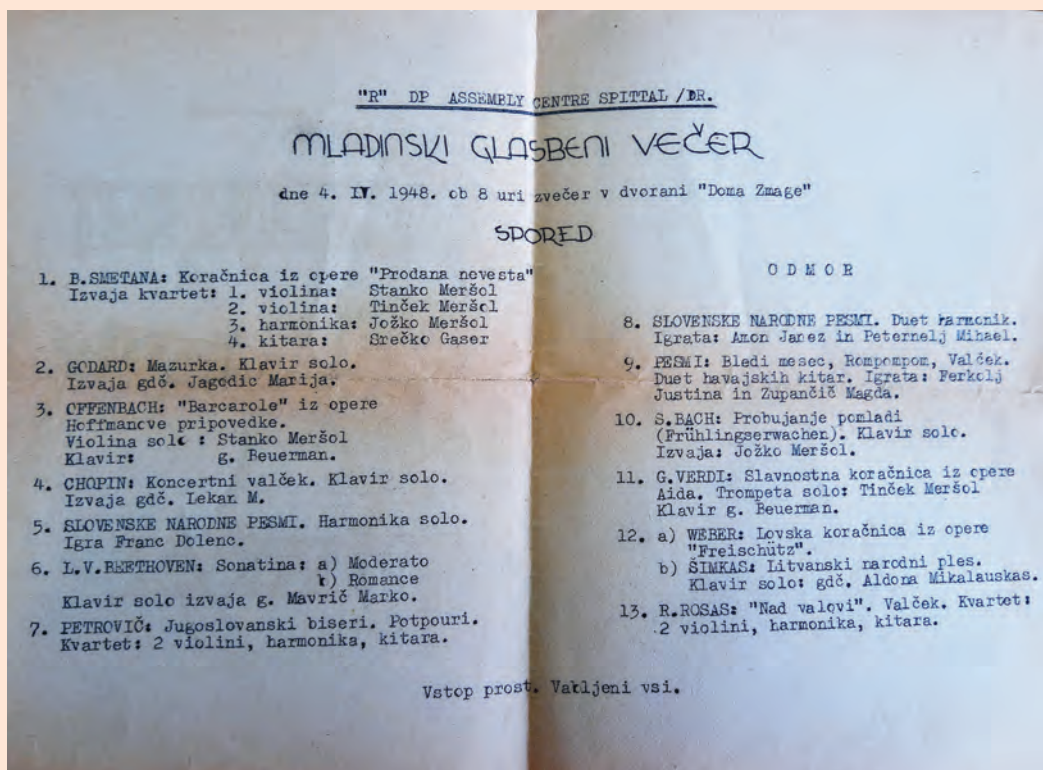 "R" DP ASSEMBLY CENTRE SPITTAL /DR.
MLADINSKI GLASBENI VEČER
dne 4. IV. 1948. ob 8 uri zvečer v dvorani "Doma Zmage"
SPORED
1. B.SMETANA: Koračnica iz opere "Prodana nevesta"
Izvaja kvartet: 1. violina: Stanko Meršol
2. violina: Tinček Meršol
3. harmonika: Jožko Meršol
4. kitara: Srečko Gaser
2. GODARD: Mazurka. Klavir solo.
Izvaja gdč. Jagodic Marija.
3. OFFENBACH: "Barcarole" iz opere
Hoffmanove pripovedke.
Violina solo : Stanko Meršol
Klavir: g. Beuerman.
4. CHOPIN: Koncertni valček. Klavir solo.
Izvaja gdč. Lekan M.
5. SLOVENSKE NARODNE PESMI. Harmonika solo.
Igra Franc Dolenc.
6. L.V.BEETHOVEN: Sonatina: a) Moderato
b) Romance
Klavir solo izvaja g. Mavrič Marko.
7. PETROVIČ: Jugoslovanski biseri. Potpouri.
Kvartet: 2 violini, harmonika, kitara.
ODMOR
8. SLOVENSKE NARODNE PESMI. Duet harmonik.
Igrata: Amon Janez in Peternelj Mihael.
9. PESMI: Bledi mesec, Rompompom, Valček.
Duet havajskih kitar. Igrata: Ferkolj
Justina in Zupančič Magda.
10. S.BACH: Probujanje pomladi
(Frühlingserwachen). Klavir solo.
Izvaja: Jožko Meršol.
11. G.VERDI: Slavnostna koračnica iz opere
Aida. Trompeta solo: Tinček Meršol
Klavir g. Beuerman.
12. a) WEBER: Lovska koračnica iz opere
"Freischütz".
b) ŠIMKAS: Litvanski narodni ples.
Klavir solo: gdč. Aldona Mikalauskas.
13. R.ROSAS: "Nad valovi". Valček. Kvartet:
2 violini, harmonika, kitara.
Vstop prost. Vabljeni vsi.